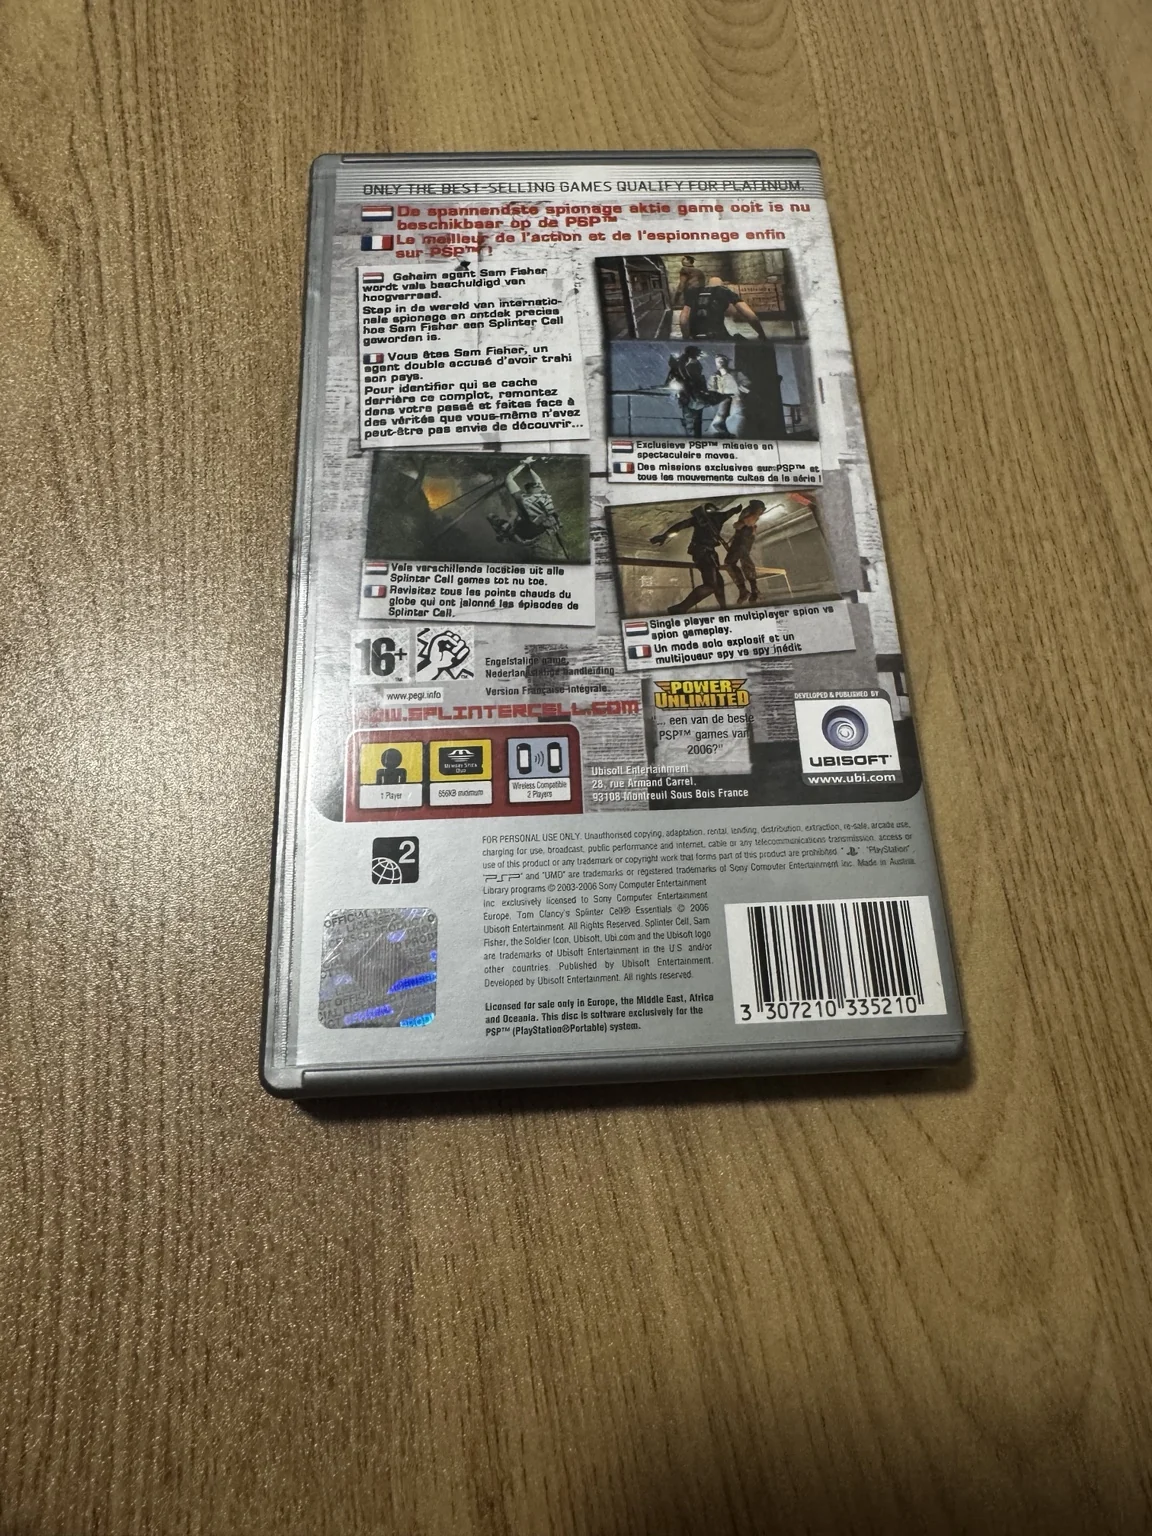 ONLY THE BEST-SELLING GAMES QUALIFY FOR PLATINUM.
De spannendste spionage aktie game ooit is nu
beschikbaar op de PSP™
Le meilleur de l'action et de l'espionnage enfin
sur PSP™ !
Geheim agent Sam Fisher
wordt vals beschuldigd van
hoogverraad.
Stap in de wereld van internatio-
nale spionage en ontdek precies
hoe Sam Fisher een Splinter Cell
geworden is.
Vous êtes Sam Fisher, un
agent double accusé d'avoir trahi
son pays.
Pour identifier qui se cache
derrière ce complot, remontez
dans votre passé et faites face à
des vérités que vous-même n'avez
peut-être pas envie de découvrir...
Exclusieve PSP™ missies en
spectaculaire moves.
Des missions exclusives sur PSP™ et
tous les mouvements cultes de la série !
Vele verschillende locaties uit alle
Splinter Cell games tot nu toe.
Revisitez tous les points chauds du
globe qui ont jalonné les épisodes de
Splinter Cell.
Single player en multiplayer spion vs
spion gameplay.
Un mode solo explosif et un
multijoueur spy vs spy inédit
16+
www.pegi.info
Engelstalige game,
Nederlandstalige handleiding
Version Française intégrale.
WWW.SPLINTERCELL.COM
POWER
UNLIMITED
"... een van de beste
PSP™ games van
2006?"
DEVELOPED & PUBLISHED BY
UBISOFT
www.ubi.com
1 Player
MEMORY STICK
DUO
656KB minimum
Wireless Compatible
2 Players
Ubisoft Entertainment
28, rue Armand Carrel.
93108 Montreuil Sous Bois France
2
FOR PERSONAL USE ONLY. Unauthorised copying, adaptation, rental, lending, distribution, extraction, re-sale, arcade use,
charging for use, broadcast, public performance and internet, cable or any telecommunications transmission, access or
use of this product or any trademark or copyright work that forms part of this product are prohibited. "", "PlayStation",
"PSP" and "UMD" are trademarks or registered trademarks of Sony Computer Entertainment Inc. Made in Austria.
Library programs © 2003-2006 Sony Computer Entertainment
Inc. exclusively licensed to Sony Computer Entertainment
Europe. Tom Clancy's Splinter Cell® Essentials © 2006
Ubisoft Entertainment. All Rights Reserved. Splinter Cell, Sam
Fisher, the Soldier Icon, Ubisoft, Ubi.com and the Ubisoft logo
are trademarks of Ubisoft Entertainment in the U.S. and/or
other countries. Published by Ubisoft Entertainment.
Developed by Ubisoft Entertainment. All rights reserved.
Licensed for sale only in Europe, the Middle East, Africa
and Oceania. This disc is software exclusively for the
PSP™ (PlayStation®Portable) system.
3 307210 335210